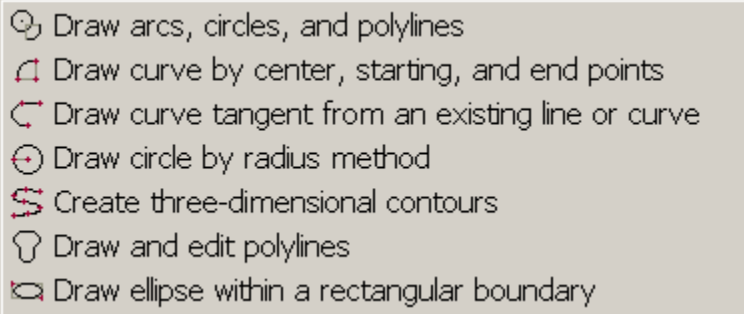 Draw arcs, circles, and polylines
Draw curve by center, starting, and end points
Draw curve tangent from an existing line or curve
Draw circle by radius method
Create three-dimensional contours
Draw and edit polylines
Draw ellipse within a rectangular boundary